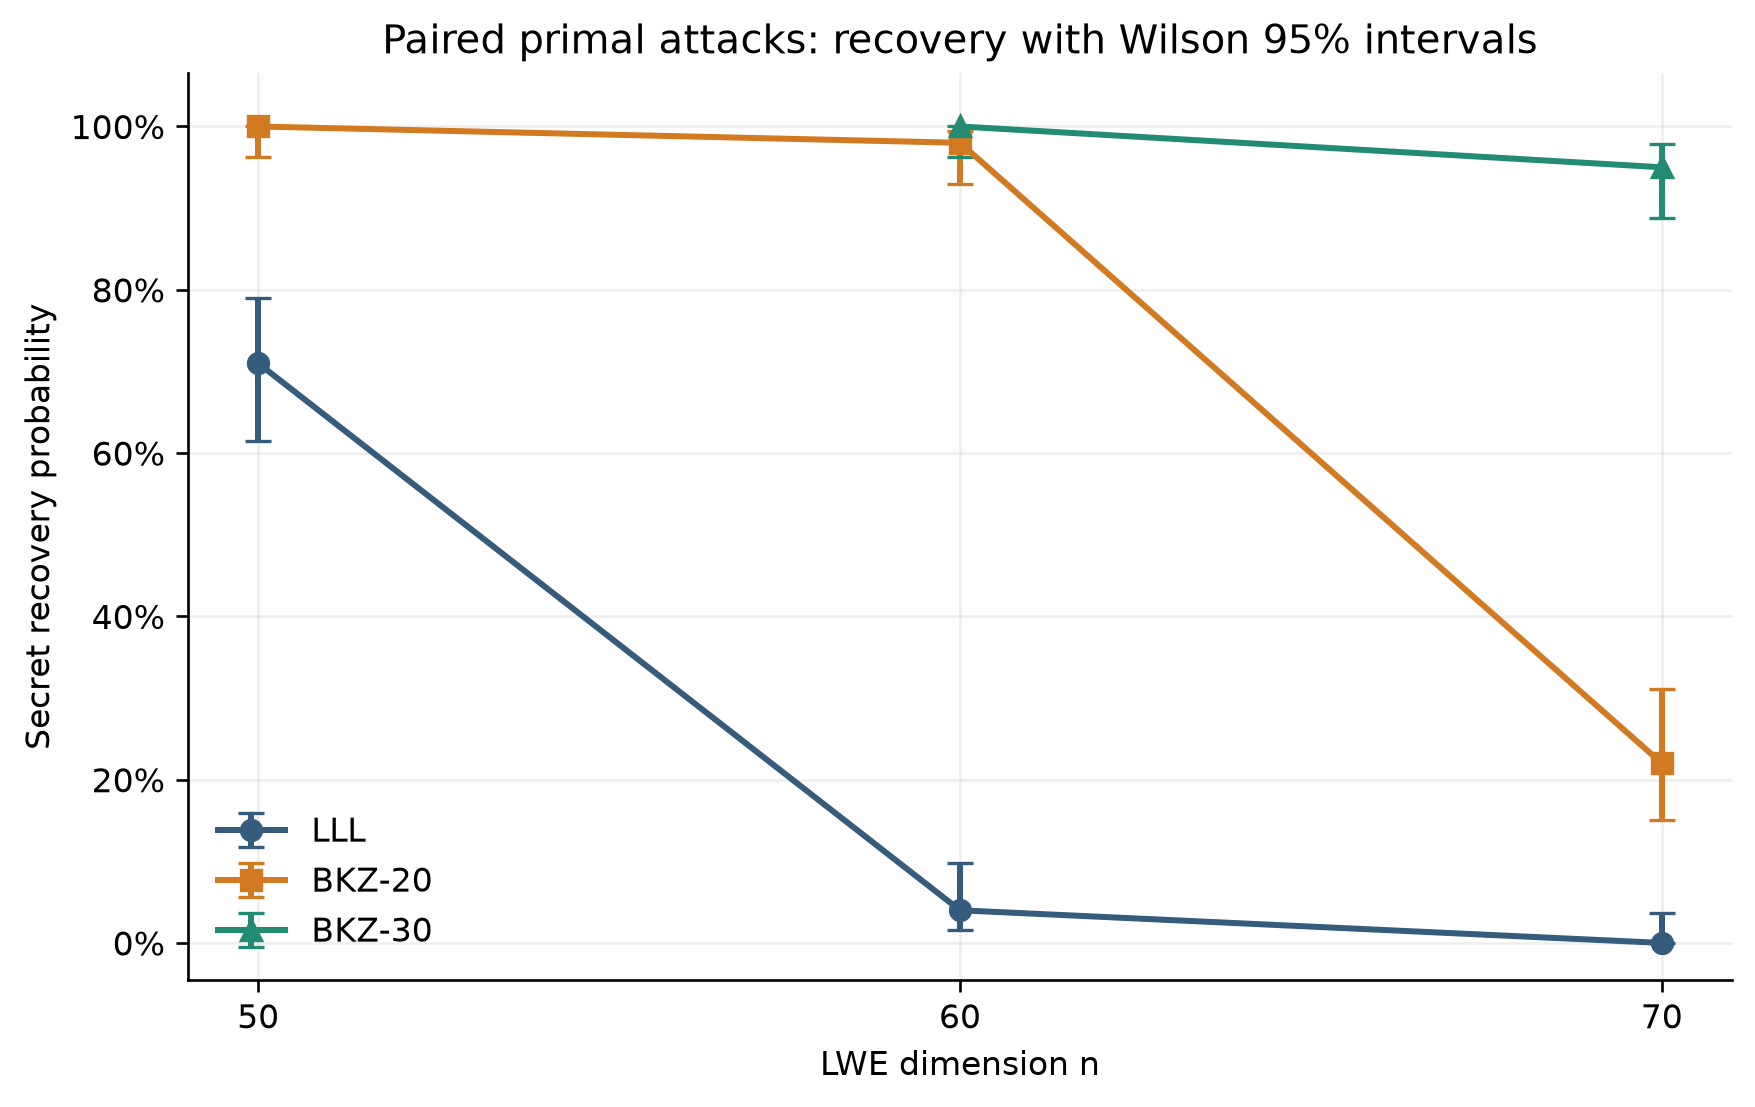 Paired primal attacks: recovery with Wilson 95% intervals
Secret recovery probability
100%
80%
60%
40%
20%
0%
LLL
BKZ-20
BKZ-30
50
60
70
LWE dimension n